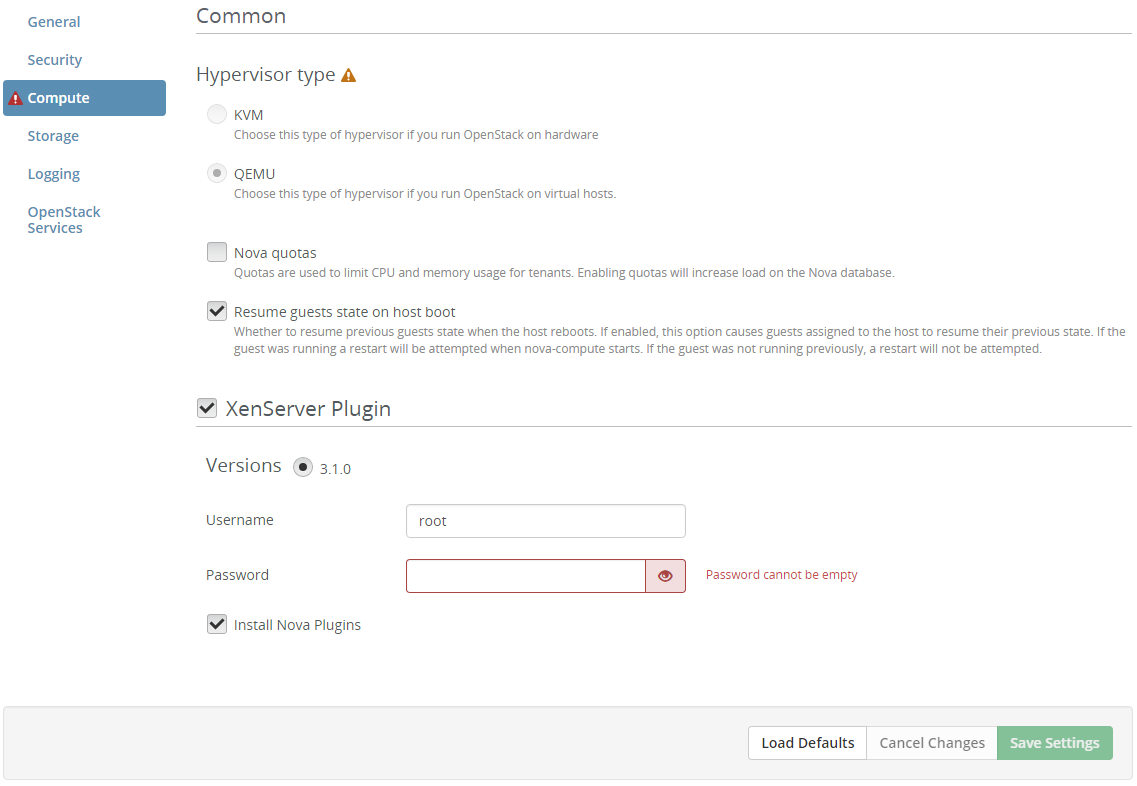 General
Security
Compute
Storage
Logging
OpenStack
Services
Common
Hypervisor type
KVM
Choose this type of hypervisor if you run OpenStack on hardware
QEMU
Choose this type of hypervisor if you run OpenStack on virtual hosts.
Nova quotas
Quotas are used to limit CPU and memory usage for tenants. Enabling quotas will increase load on the Nova database.
Resume guests state on host boot
Whether to resume previous guests state when the host reboots. If enabled, this option causes guests assigned to the host to resume their previous state. If the
guest was running a restart will be attempted when nova-compute starts. If the guest was not running previously, a restart will not be attempted.
XenServer Plugin
Versions 3.1.0
Username root
Password Password cannot be empty
Install Nova Plugins
Load Defaults Cancel Changes Save Settings